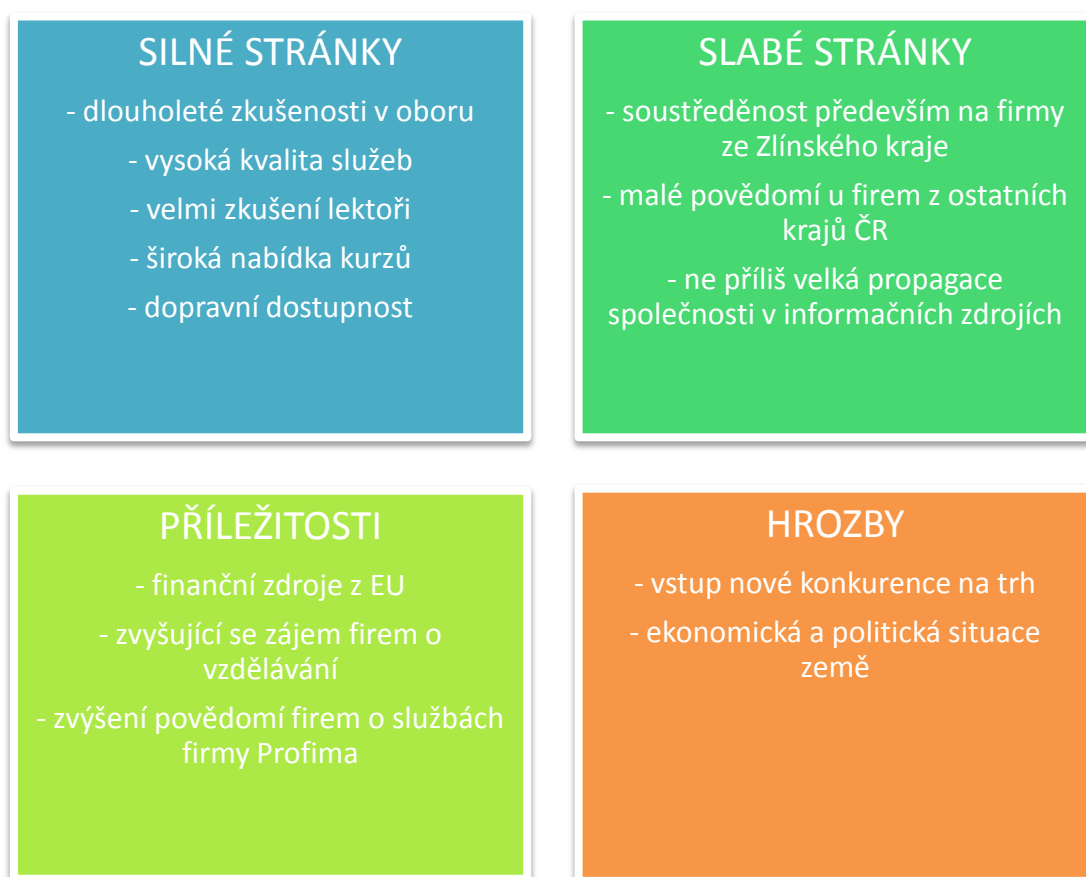 SILNÉ STRÁNKY
- dlouholeté zkušenosti v oboru
- vysoká kvalita služeb
- velmi zkušení lektoři
- široká nabídka kurzů
- dopravní dostupnost
SLABÉ STRÁNKY
- soustředěnost především na firmy
ze Zlínského kraje
- malé povědomí u firem z ostatních
krajů ČR
- ne příliš velká propagace
společnosti v informačních zdrojích
PŘÍLEŽITOSTI
- finanční zdroje z EU
- zvyšující se zájem firem o
vzdělávání
- zvýšení povědomí firem o službách
firmy Profima
HROZBY
- vstup nové konkurence na trh
- ekonomická a politická situace
země